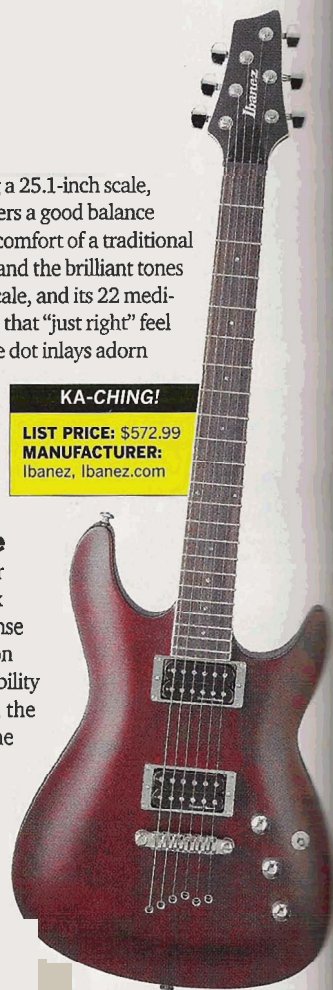 Ibanez
a 25.1-inch scale,
ers a good balance
comfort of a traditional
and the brilliant tones
cale, and its 22 medi-
that “just right” feel
e dot inlays adorn
KA-CHING!
LIST PRICE: $572.99
MANUFACTURER:
Ibanez, Ibanez.com
e
r
k
nse
on
bility
the
ne